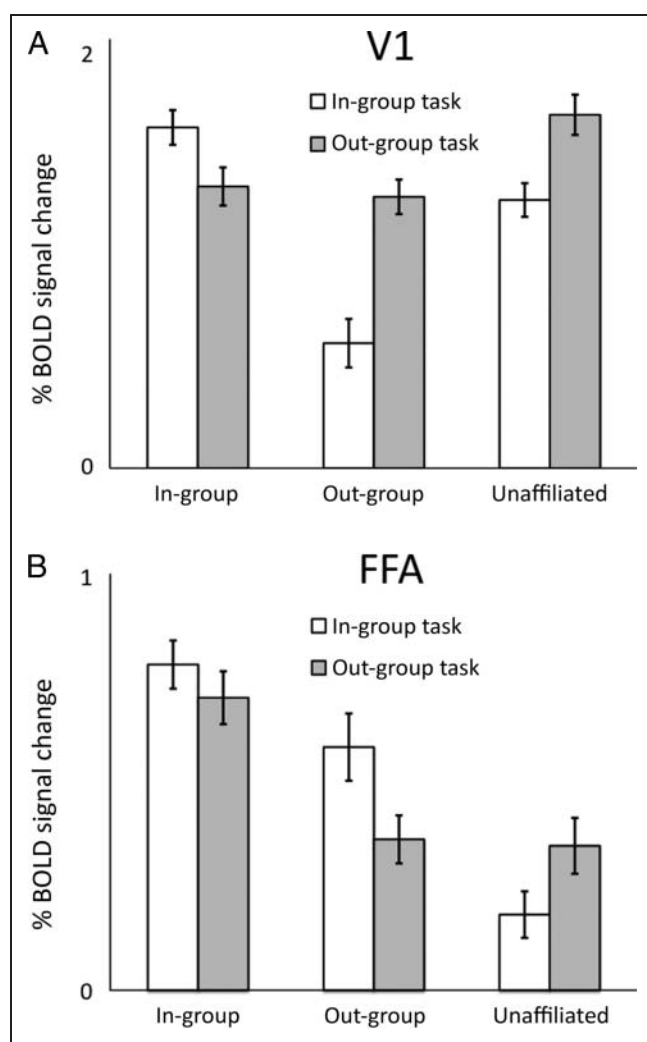 A
V1
2
In-group task
Out-group task
% BOLD signal change
0
In-group
Out-group
Unaffiliated
B
FFA
1
In-group task
Out-group task
% BOLD signal change
0
In-group
Out-group
Unaffiliated